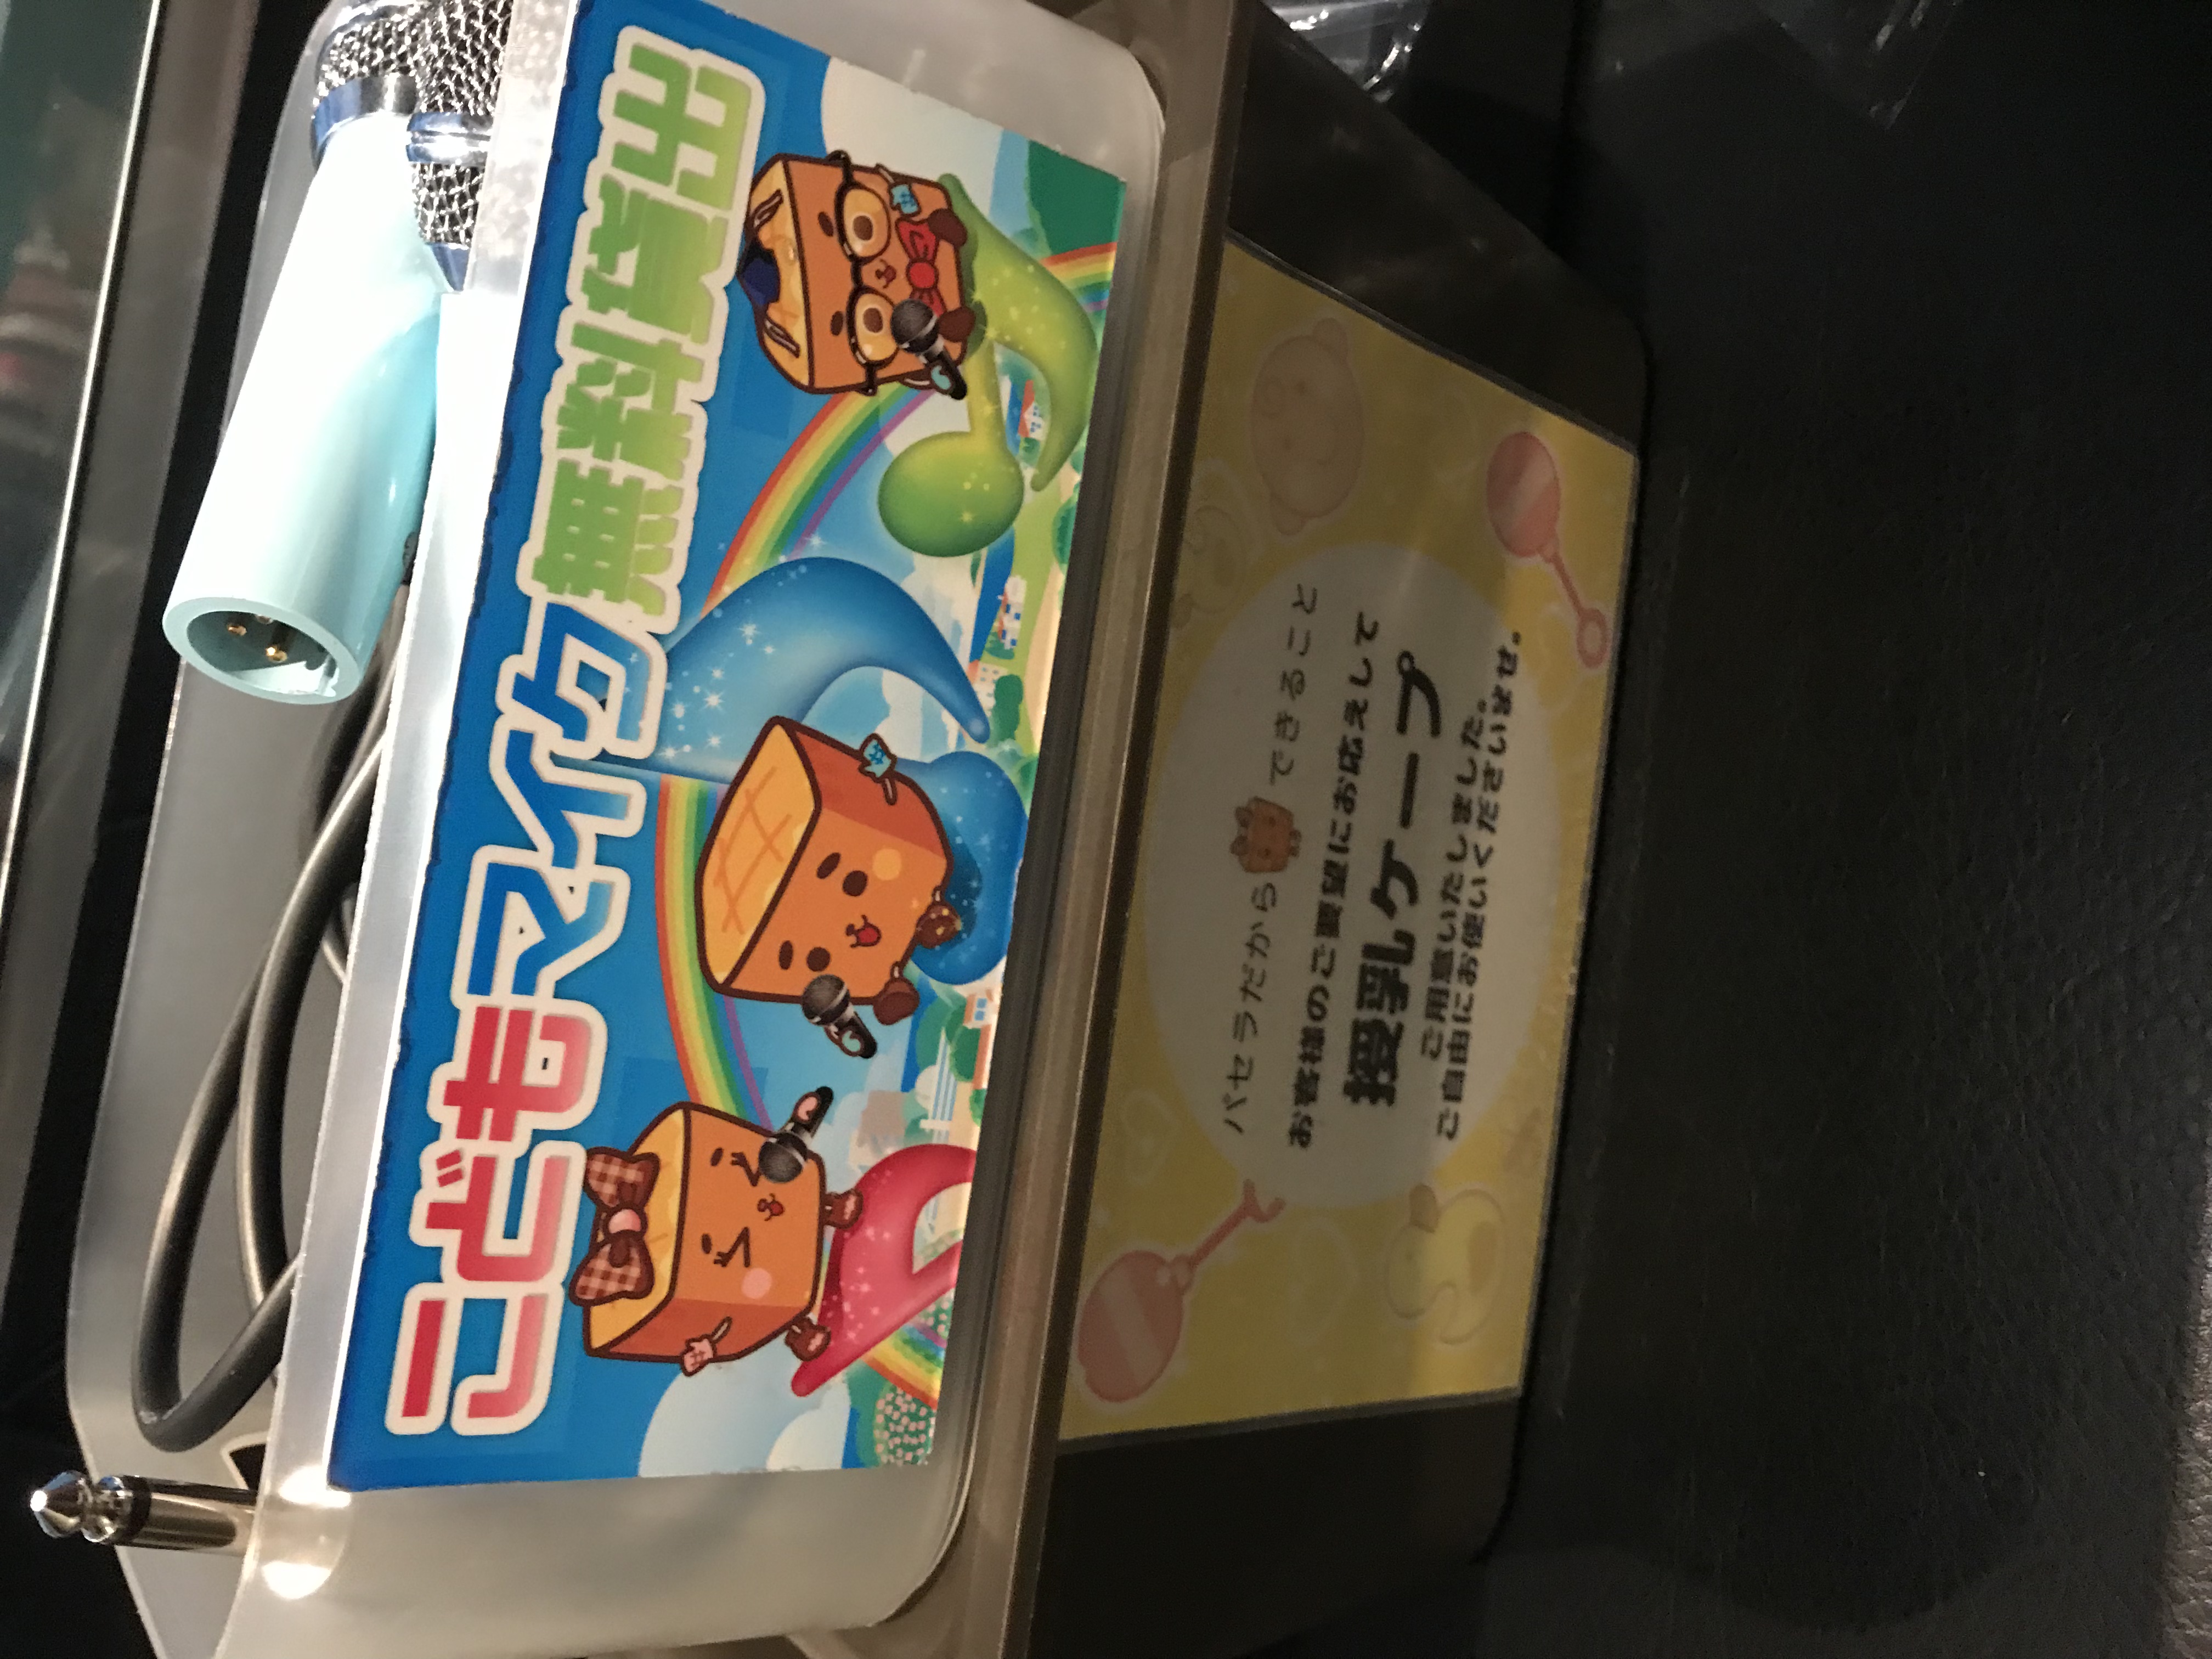 こどもマイク無料貸出
パセラだからできること
お客様のご要望にお応えして
授乳ケープ
ご用意いたしました。
ご自由にお使いくださいませ。